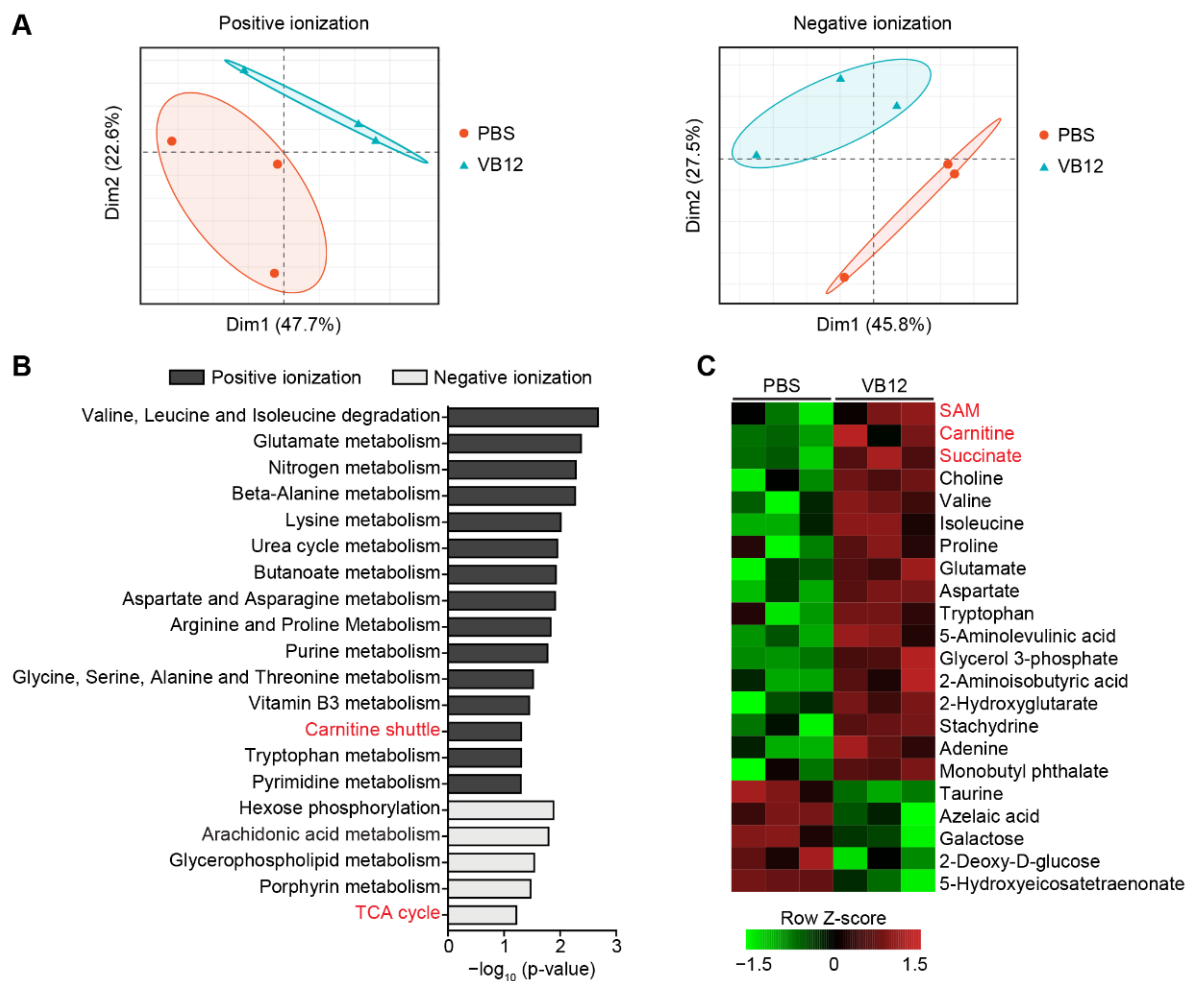 A
Positive ionization
Negative ionization
Dim2 (22.6%)
PBS
VB12
Dim1 (47.7%)
Dim2 (27.5%)
PBS
VB12
Dim1 (45.8%)
B
Positive ionization
Negative ionization
Valine, Leucine and Isoleucine degradation
Glutamate metabolism
Nitrogen metabolism
Beta-Alanine metabolism
Lysine metabolism
Urea cycle metabolism
Butanoate metabolism
Aspartate and Asparagine metabolism
Arginine and Proline Metabolism
Purine metabolism
Glycine, Serine, Alanine and Threonine metabolism
Vitamin B3 metabolism
Carnitine shuttle
Tryptophan metabolism
Pyrimidine metabolism
Hexose phosphorylation
Arachidonic acid metabolism
Glycerophospholipid metabolism
Porphyrin metabolism
TCA cycle
0 1 2 3
−log10 (p-value)
C
PBS VB12
SAM
Carnitine
Succinate
Choline
Valine
Isoleucine
Proline
Glutamate
Aspartate
Tryptophan
5-Aminolevulinic acid
Glycerol 3-phosphate
2-Aminoisobutyric acid
2-Hydroxyglutarate
Stachydrine
Adenine
Monobutyl phthalate
Taurine
Azelaic acid
Galactose
2-Deoxy-D-glucose
5-Hydroxyeicosatetraenonate
Row Z-score
−1.5 0 1.5